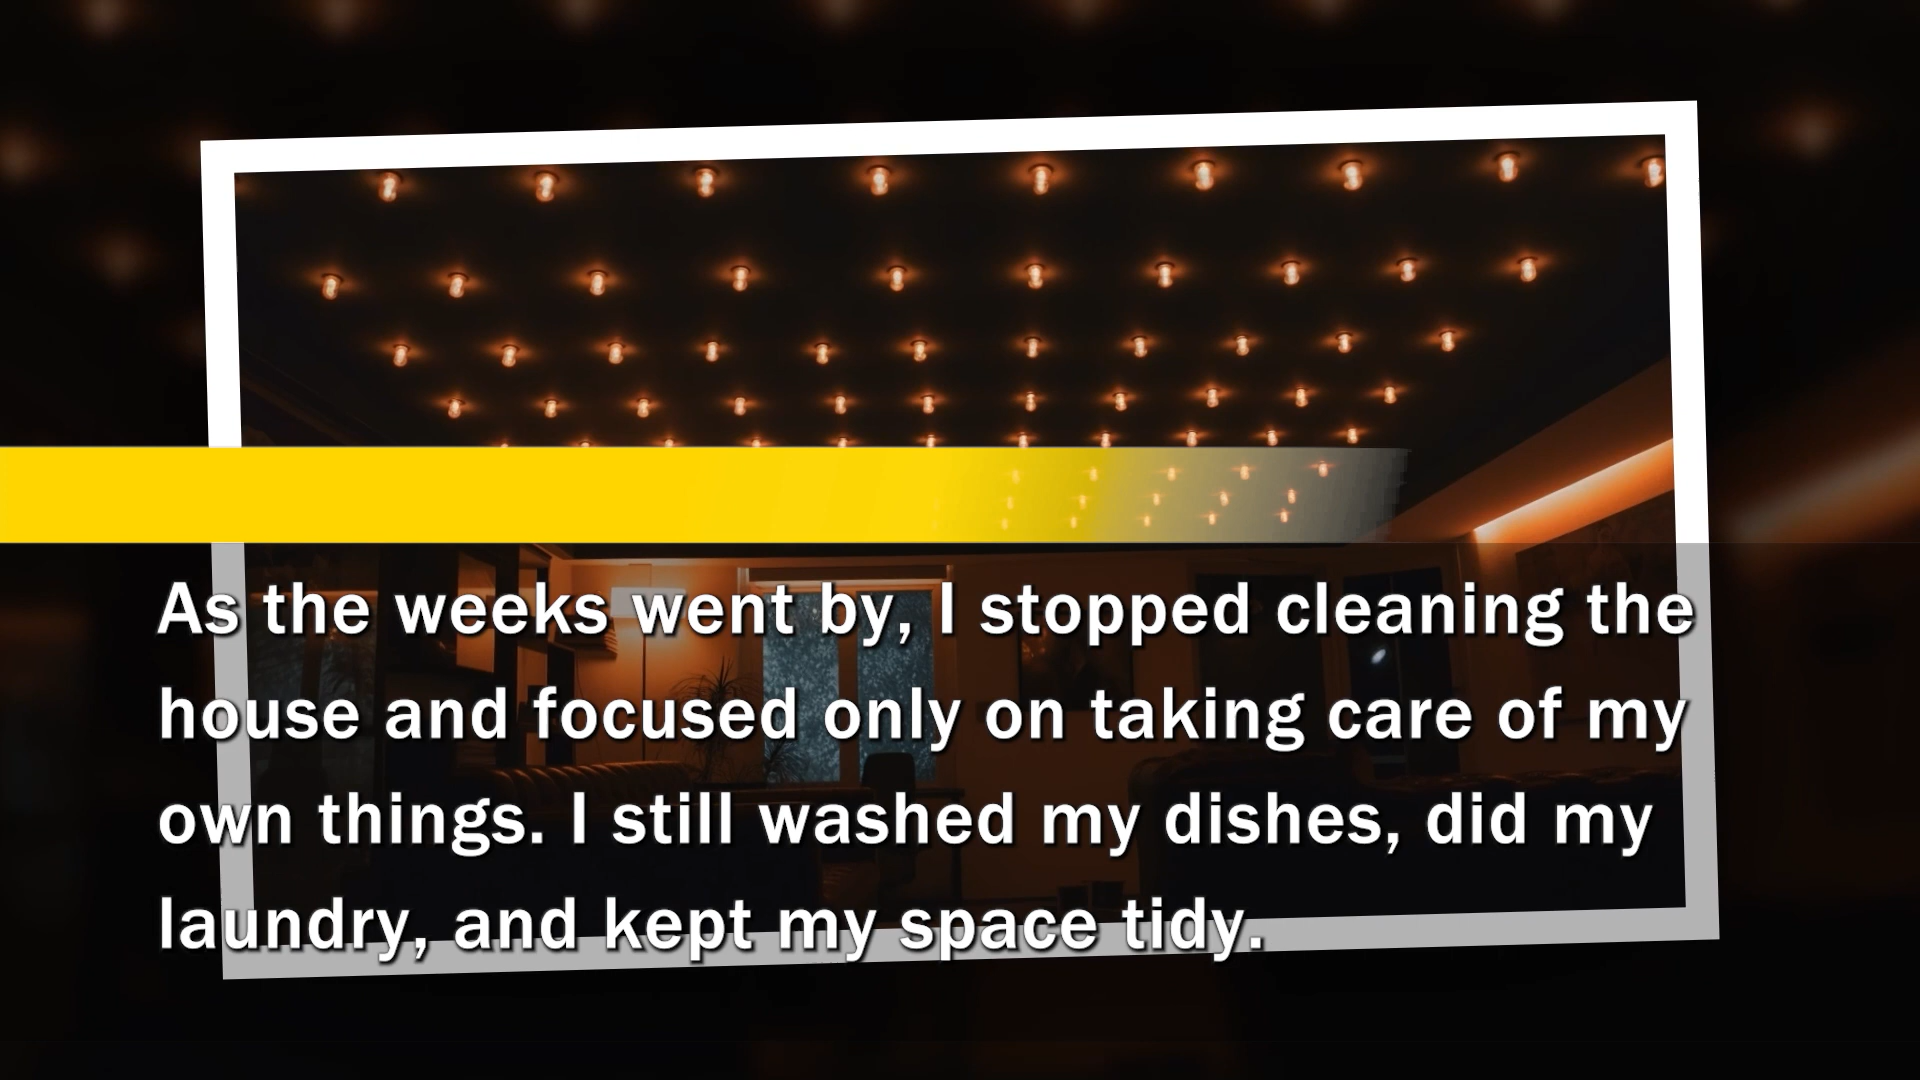 As the weeks went by, I stopped cleaning the
house and focused only on taking care of my
own things. I still washed my dishes, did my
laundry, and kept my space tidy.